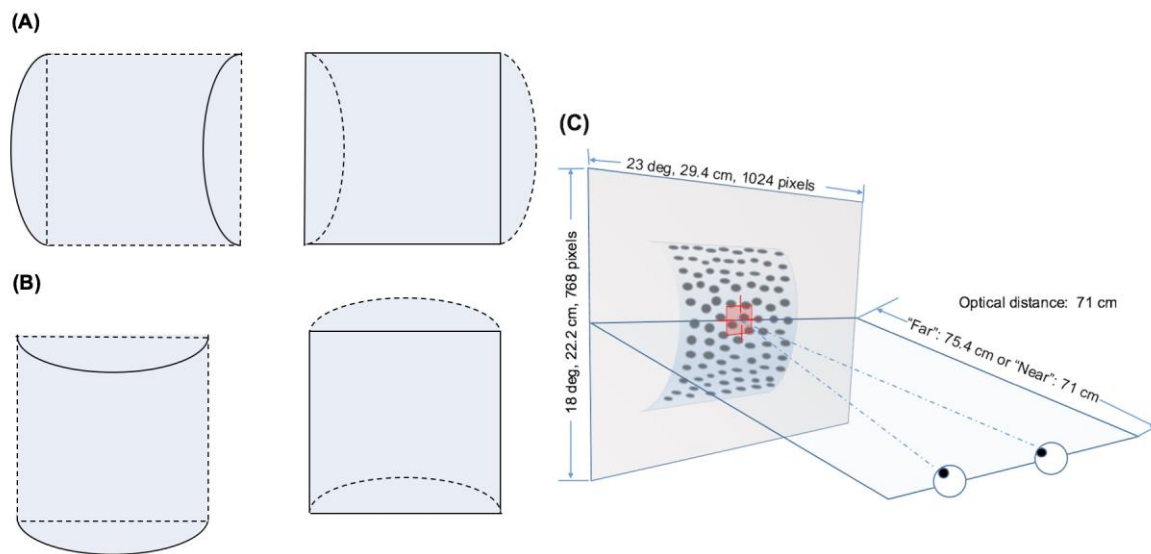 (A)
(B)
(C)
23 deg, 29.4 cm, 1024 pixels
18 deg, 22.2 cm, 768 pixels
Optical distance: 71 cm
"Far": 75.4 cm or "Near": 71 cm